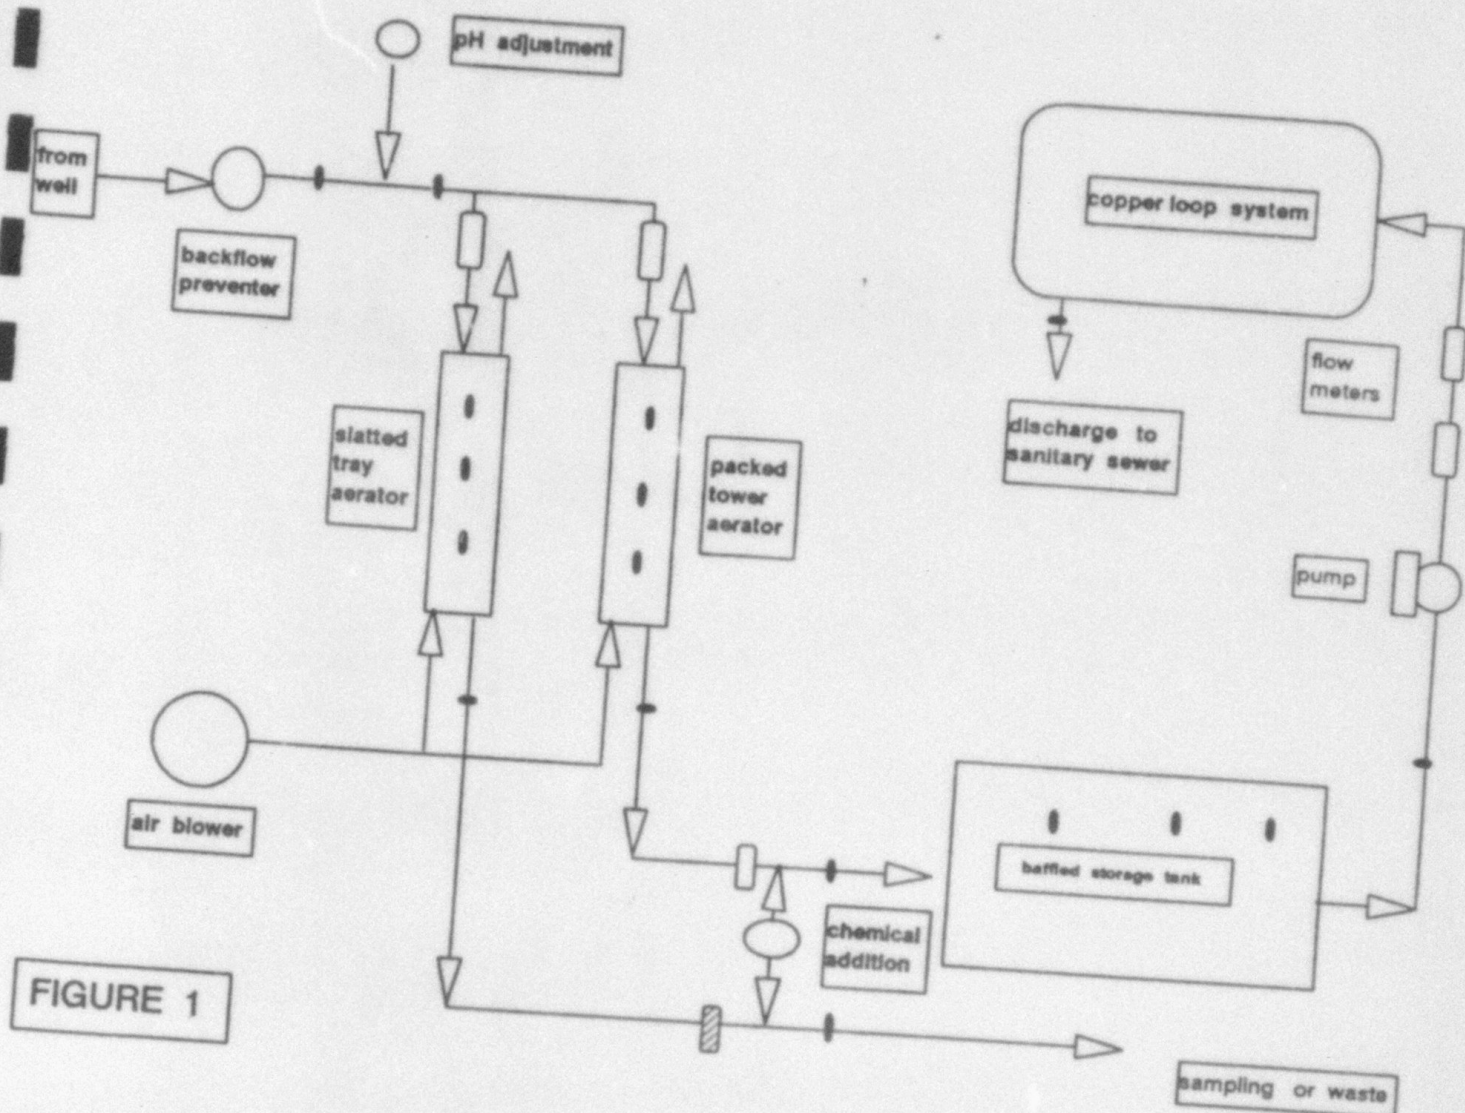 pH adjustment
from
well
backflow
preventer
copper loop system
flow
meters
slatted
tray
aerator
packed
tower
aerator
discharge to
sanitary sewer
pump
air blower
baffled storage tank
chemical
addition
FIGURE 1
sampling or waste